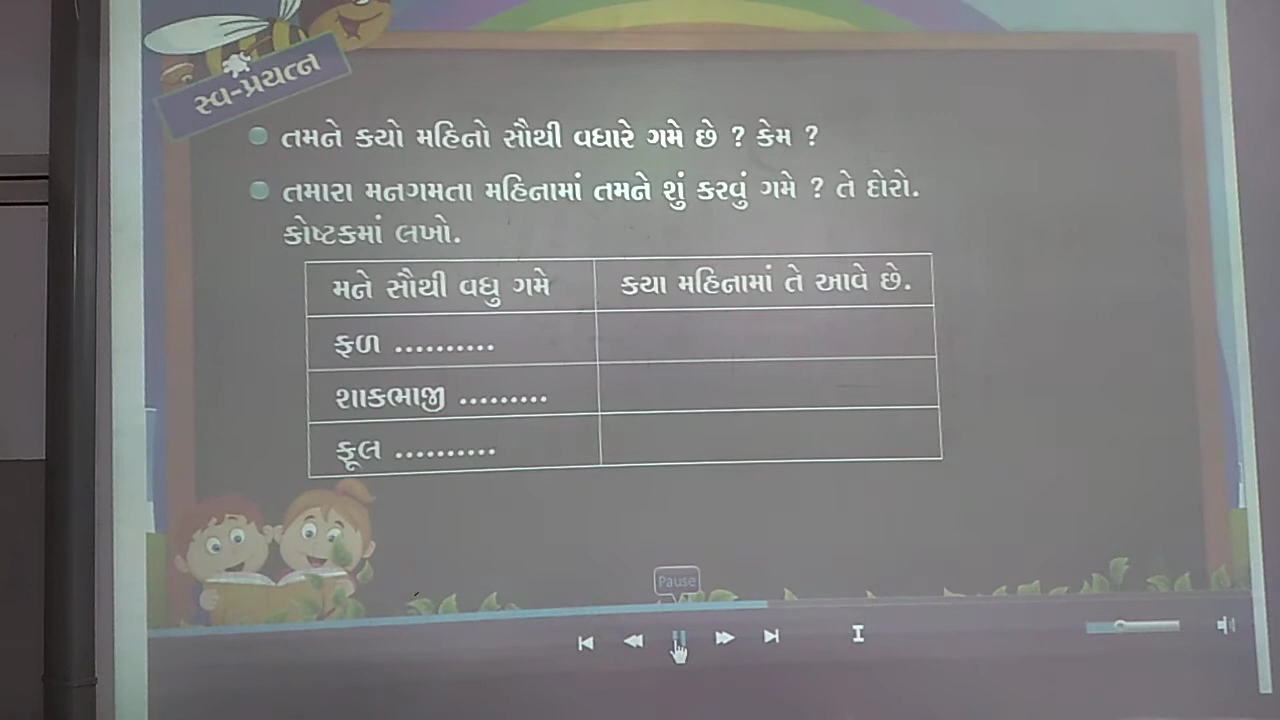 સ્વ-પ્રયત્ન
તમને કયો મહિનો સૌથી વધારે ગમે છે ? કેમ ?
તમારા મનગમતા મહિનામાં તમને શું કરવું ગમે ? તે દોરો.
કોષ્ટકમાં લખો.
મને સૌથી વધુ ગમે	કયા મહિનામાં તે આવે છે.
ફળ ..........
શાકભાજી .........
ફૂલ ..........
Pause